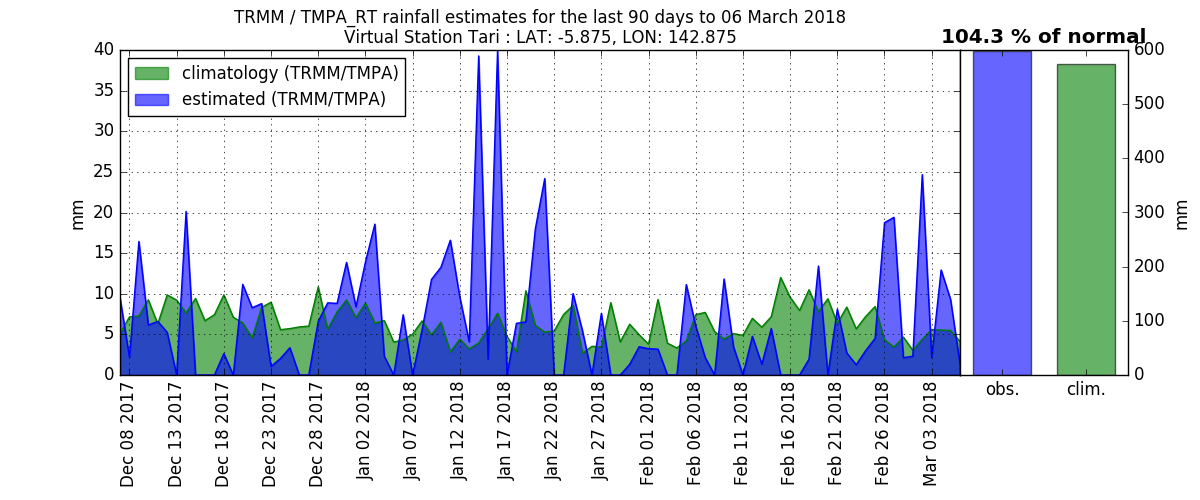 TRMM / TMPA_RT rainfall estimates for the last 90 days to 06 March 2018
Virtual Station Tari : LAT: -5.875, LON: 142.875
104.3 % of normal
climatology (TRMM/TMPA)
estimated (TRMM/TMPA)
40
35
30
25
20
15
10
5
0
mm
600
500
400
300
200
100
0
mm
obs.
clim.
Dec 08 2017
Dec 13 2017
Dec 18 2017
Dec 23 2017
Dec 28 2017
Jan 02 2018
Jan 07 2018
Jan 12 2018
Jan 17 2018
Jan 22 2018
Jan 27 2018
Feb 01 2018
Feb 06 2018
Feb 11 2018
Feb 16 2018
Feb 21 2018
Feb 26 2018
Mar 03 2018